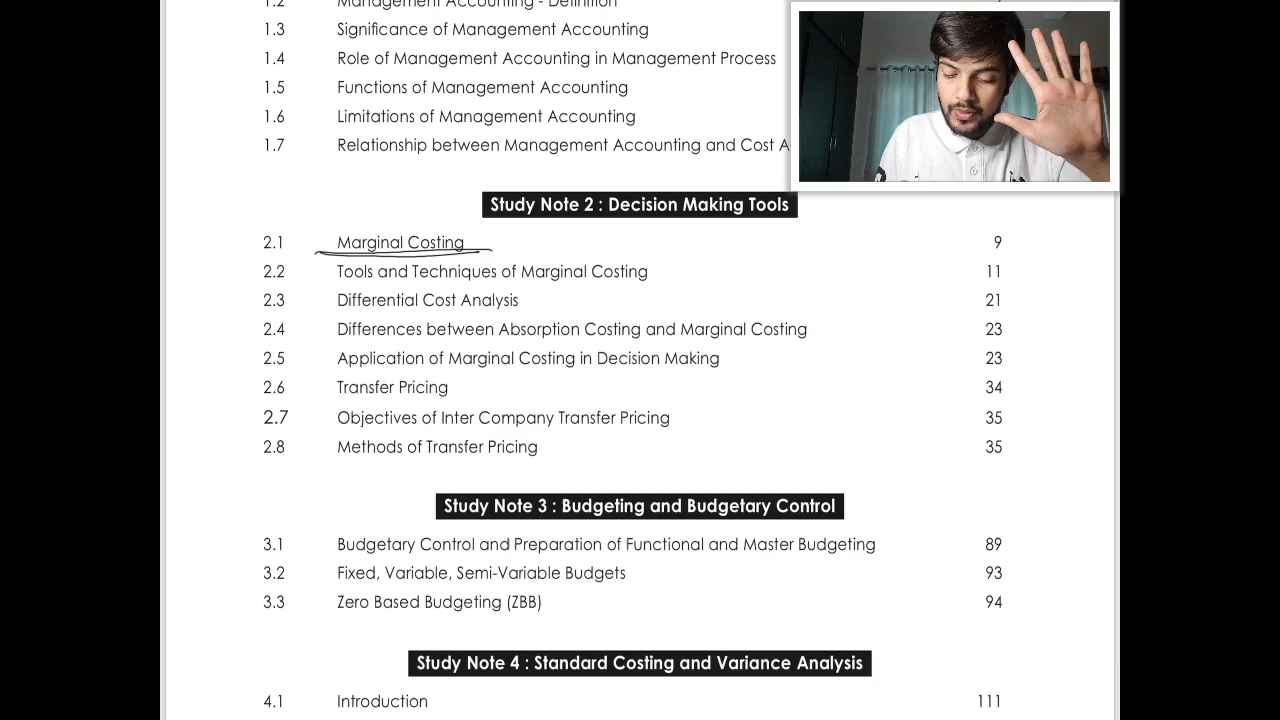 1.2 Management Accounting - Definition
1.3 Significance of Management Accounting
1.4 Role of Management Accounting in Management Process
1.5 Functions of Management Accounting
1.6 Limitations of Management Accounting
1.7 Relationship between Management Accounting and Cost A
Study Note 2 : Decision Making Tools
2.1 Marginal Costing 9
2.2 Tools and Techniques of Marginal Costing 11
2.3 Differential Cost Analysis 21
2.4 Differences between Absorption Costing and Marginal Costing 23
2.5 Application of Marginal Costing in Decision Making 23
2.6 Transfer Pricing 34
2.7 Objectives of Inter Company Transfer Pricing 35
2.8 Methods of Transfer Pricing 35
Study Note 3 : Budgeting and Budgetary Control
3.1 Budgetary Control and Preparation of Functional and Master Budgeting 89
3.2 Fixed, Variable, Semi-Variable Budgets 93
3.3 Zero Based Budgeting (ZBB) 94
Study Note 4 : Standard Costing and Variance Analysis
4.1 Introduction 111